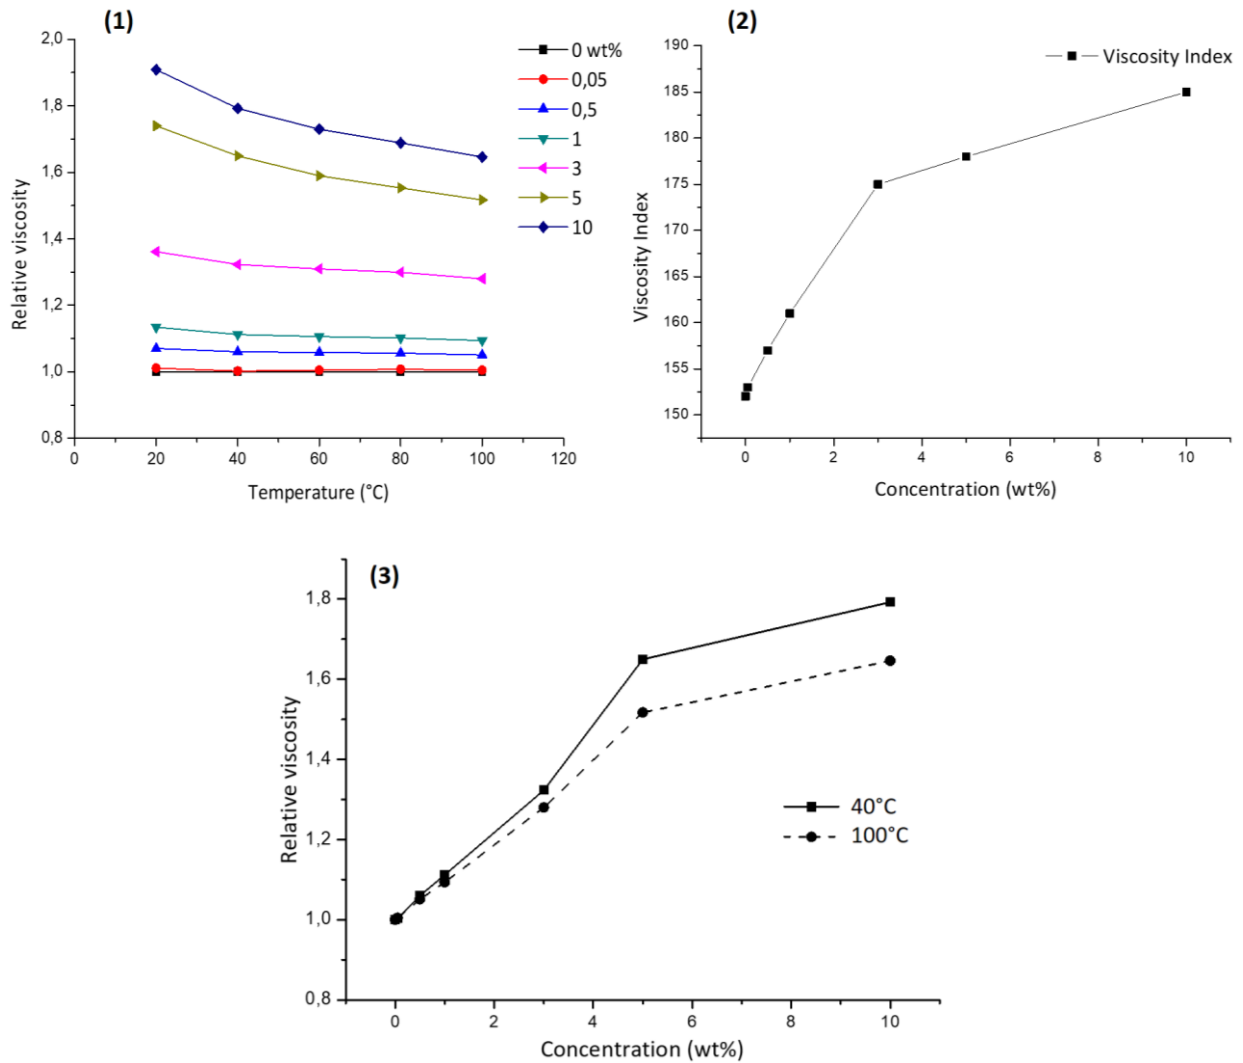 (1)
2,0
1,8
1,6
1,4
1,2
1,0
0,8
Relative viscosity
0 20 40 60 80 100 120
Temperature (°C)
0 wt%
0,05
0,5
1
3
5
10
(2)
190
185
180
175
170
165
160
155
150
Viscosity Index
Viscosity Index
0 2 4 6 8 10
Concentration (wt%)
(3)
1,8
1,6
1,4
1,2
1,0
0,8
Relative viscosity
40°C
100°C
0 2 4 6 8 10
Concentration (wt%)